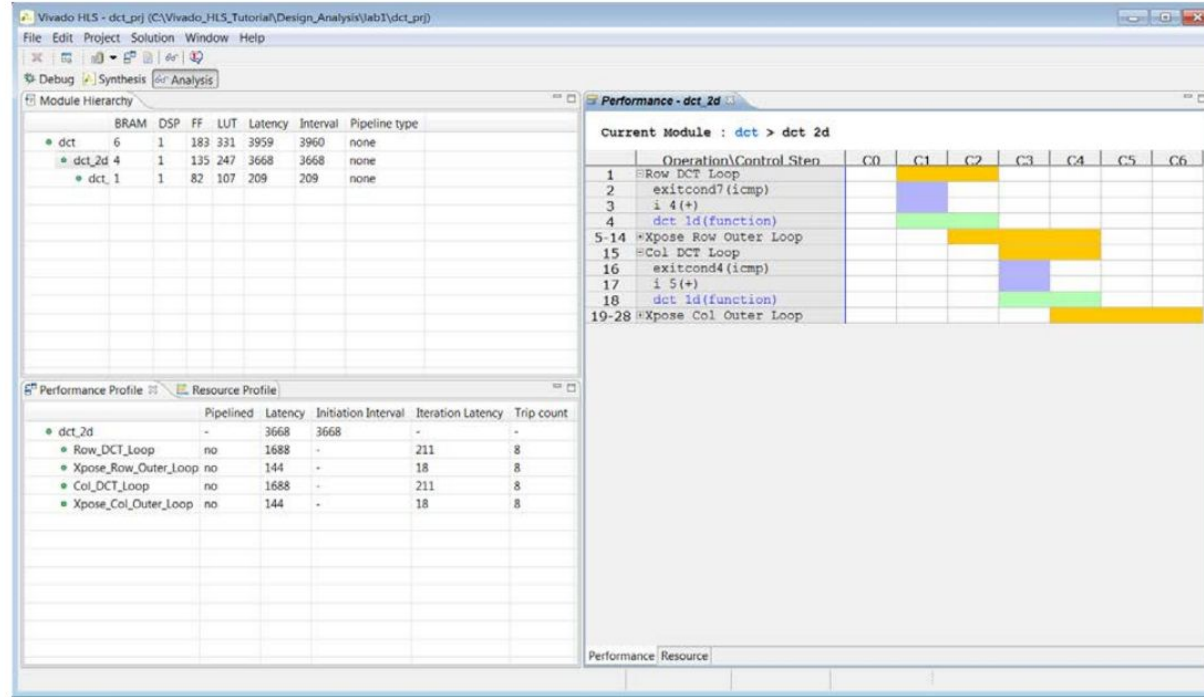 Vivado HLS - dct_prj (C:\Vivado_HLS_Tutorial\Design_Analysis\lab1\dct_prj)
File Edit Project Solution Window Help
Debug Synthesis Analysis
Module Hierarchy
BRAM DSP FF LUT Latency Interval Pipeline type
dct 6 1 183 331 3959 3960 none
dct_2d 4 1 135 247 3668 3668 none
dct_ 1 1 82 107 209 209 none
Performance Profile Resource Profile
Pipelined Latency Initiation Interval Iteration Latency Trip count
dct_2d - 3668 3668 - -
Row_DCT_Loop no 1688 - 211 8
Xpose_Row_Outer_Loop no 144 - 18 8
Col_DCT_Loop no 1688 - 211 8
Xpose_Col_Outer_Loop no 144 - 18 8
Performance - dct_2d
Current Module : dct > dct 2d
Operation\Control Step C0 C1 C2 C3 C4 C5 C6
1 Row DCT Loop
2 exitcond7(icmp)
3 i 4(+)
4 dct 1d(function)
5-14 Xpose Row Outer Loop
15 Col DCT Loop
16 exitcond4(icmp)
17 i 5(+)
18 dct 1d(function)
19-28 Xpose Col Outer Loop
Performance Resource